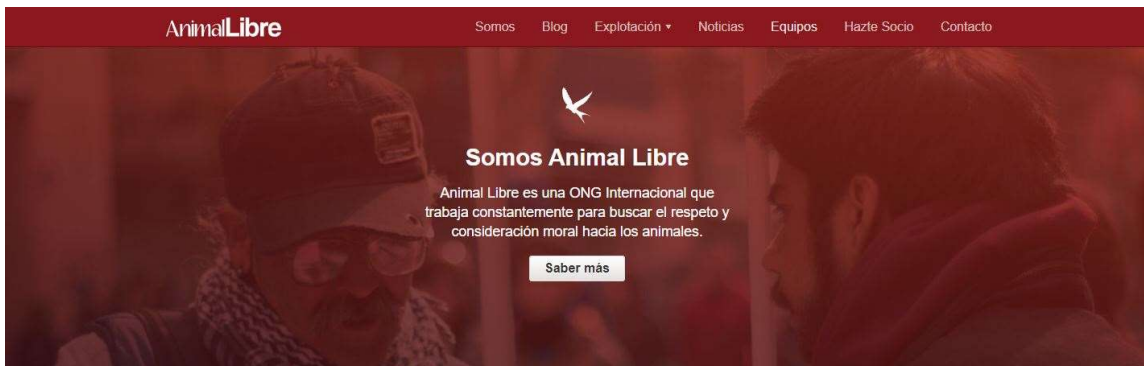 AnimalLibre
Somos Blog Explotación ▾ Noticias Equipos Hazte Socio Contacto
Somos Animal Libre
Animal Libre es una ONG Internacional que
trabaja constantemente para buscar el respeto y
consideración moral hacia los animales.
Saber más